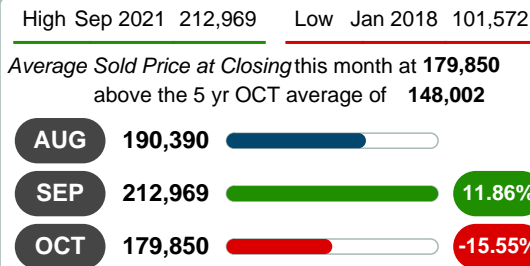 High Sep 2021 212,969 Low Jan 2018 101,572
Average Sold Price at Closing this month at 179,850
above the 5 yr OCT average of 148,002
AUG 190,390
SEP 212,969 11.86%
OCT 179,850 -15.55%